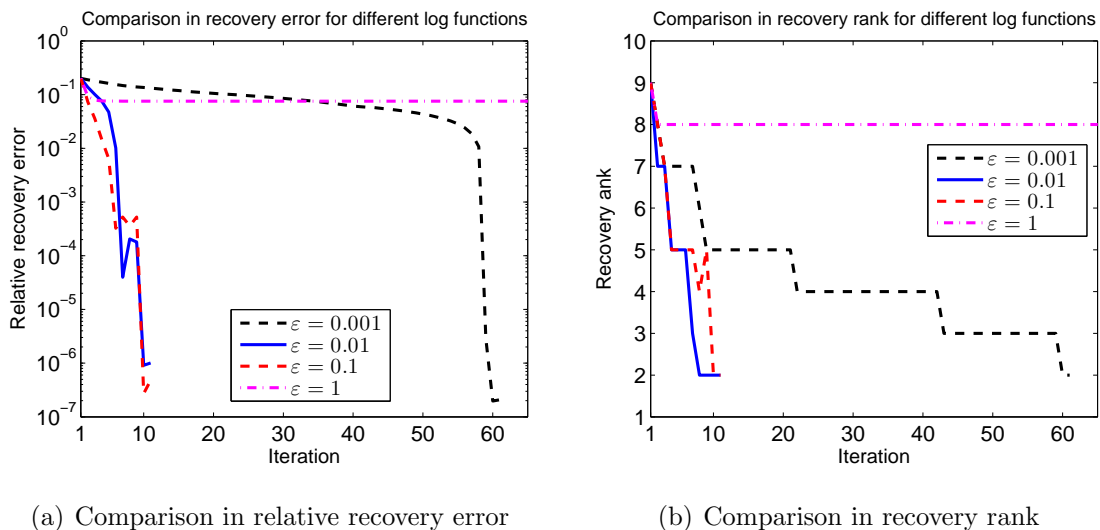 Comparison in recovery error for different log functions
10^0
10^{-1}
10^{-2}
10^{-3}
10^{-4}
10^{-5}
10^{-6}
10^{-7}
Relative recovery error
ε = 0.001
ε = 0.01
ε = 0.1
ε = 1
1 10 20 30 40 50 60
Iteration
(a) Comparison in relative recovery error
Comparison in recovery rank for different log functions
10
9
8
7
6
5
4
3
2
1
Recovery ank
ε = 0.001
ε = 0.01
ε = 0.1
ε = 1
1 10 20 30 40 50 60
Iteration
(b) Comparison in recovery rank